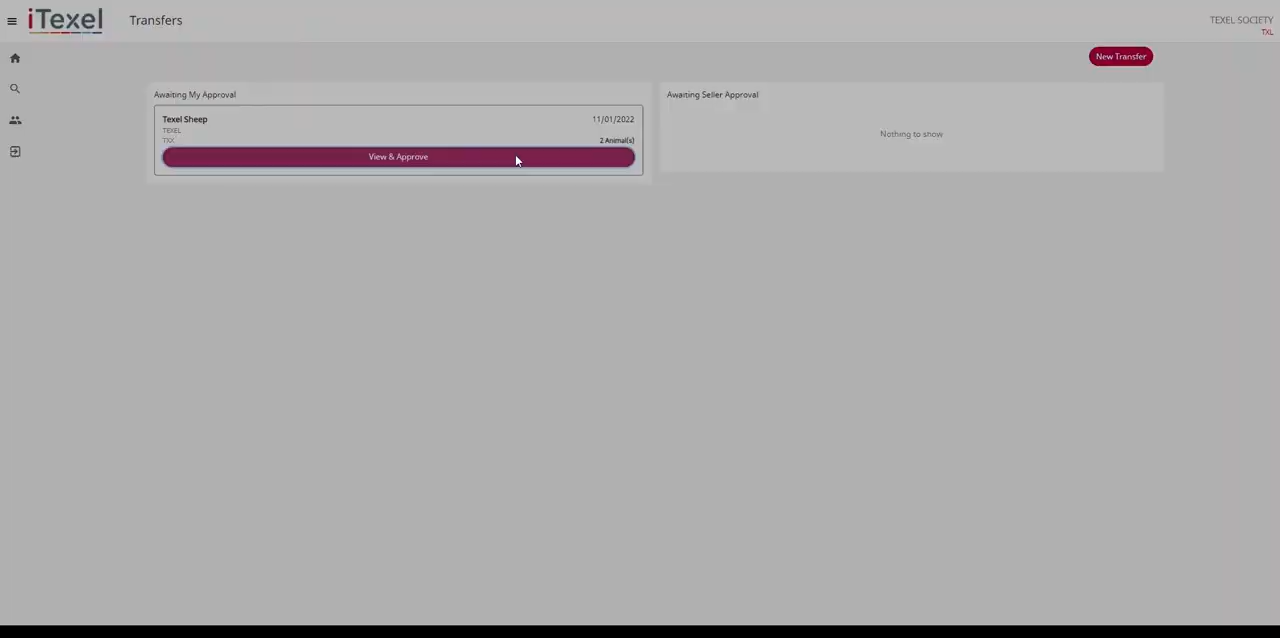 iTexel
Transfers
TEXEL SOCIETY
TXL
New Transfer
Awaiting My Approval
Texel Sheep
11/01/2022
TEXEL
TXX
2 Animal(s)
View & Approve
Awaiting Seller Approval
Nothing to show